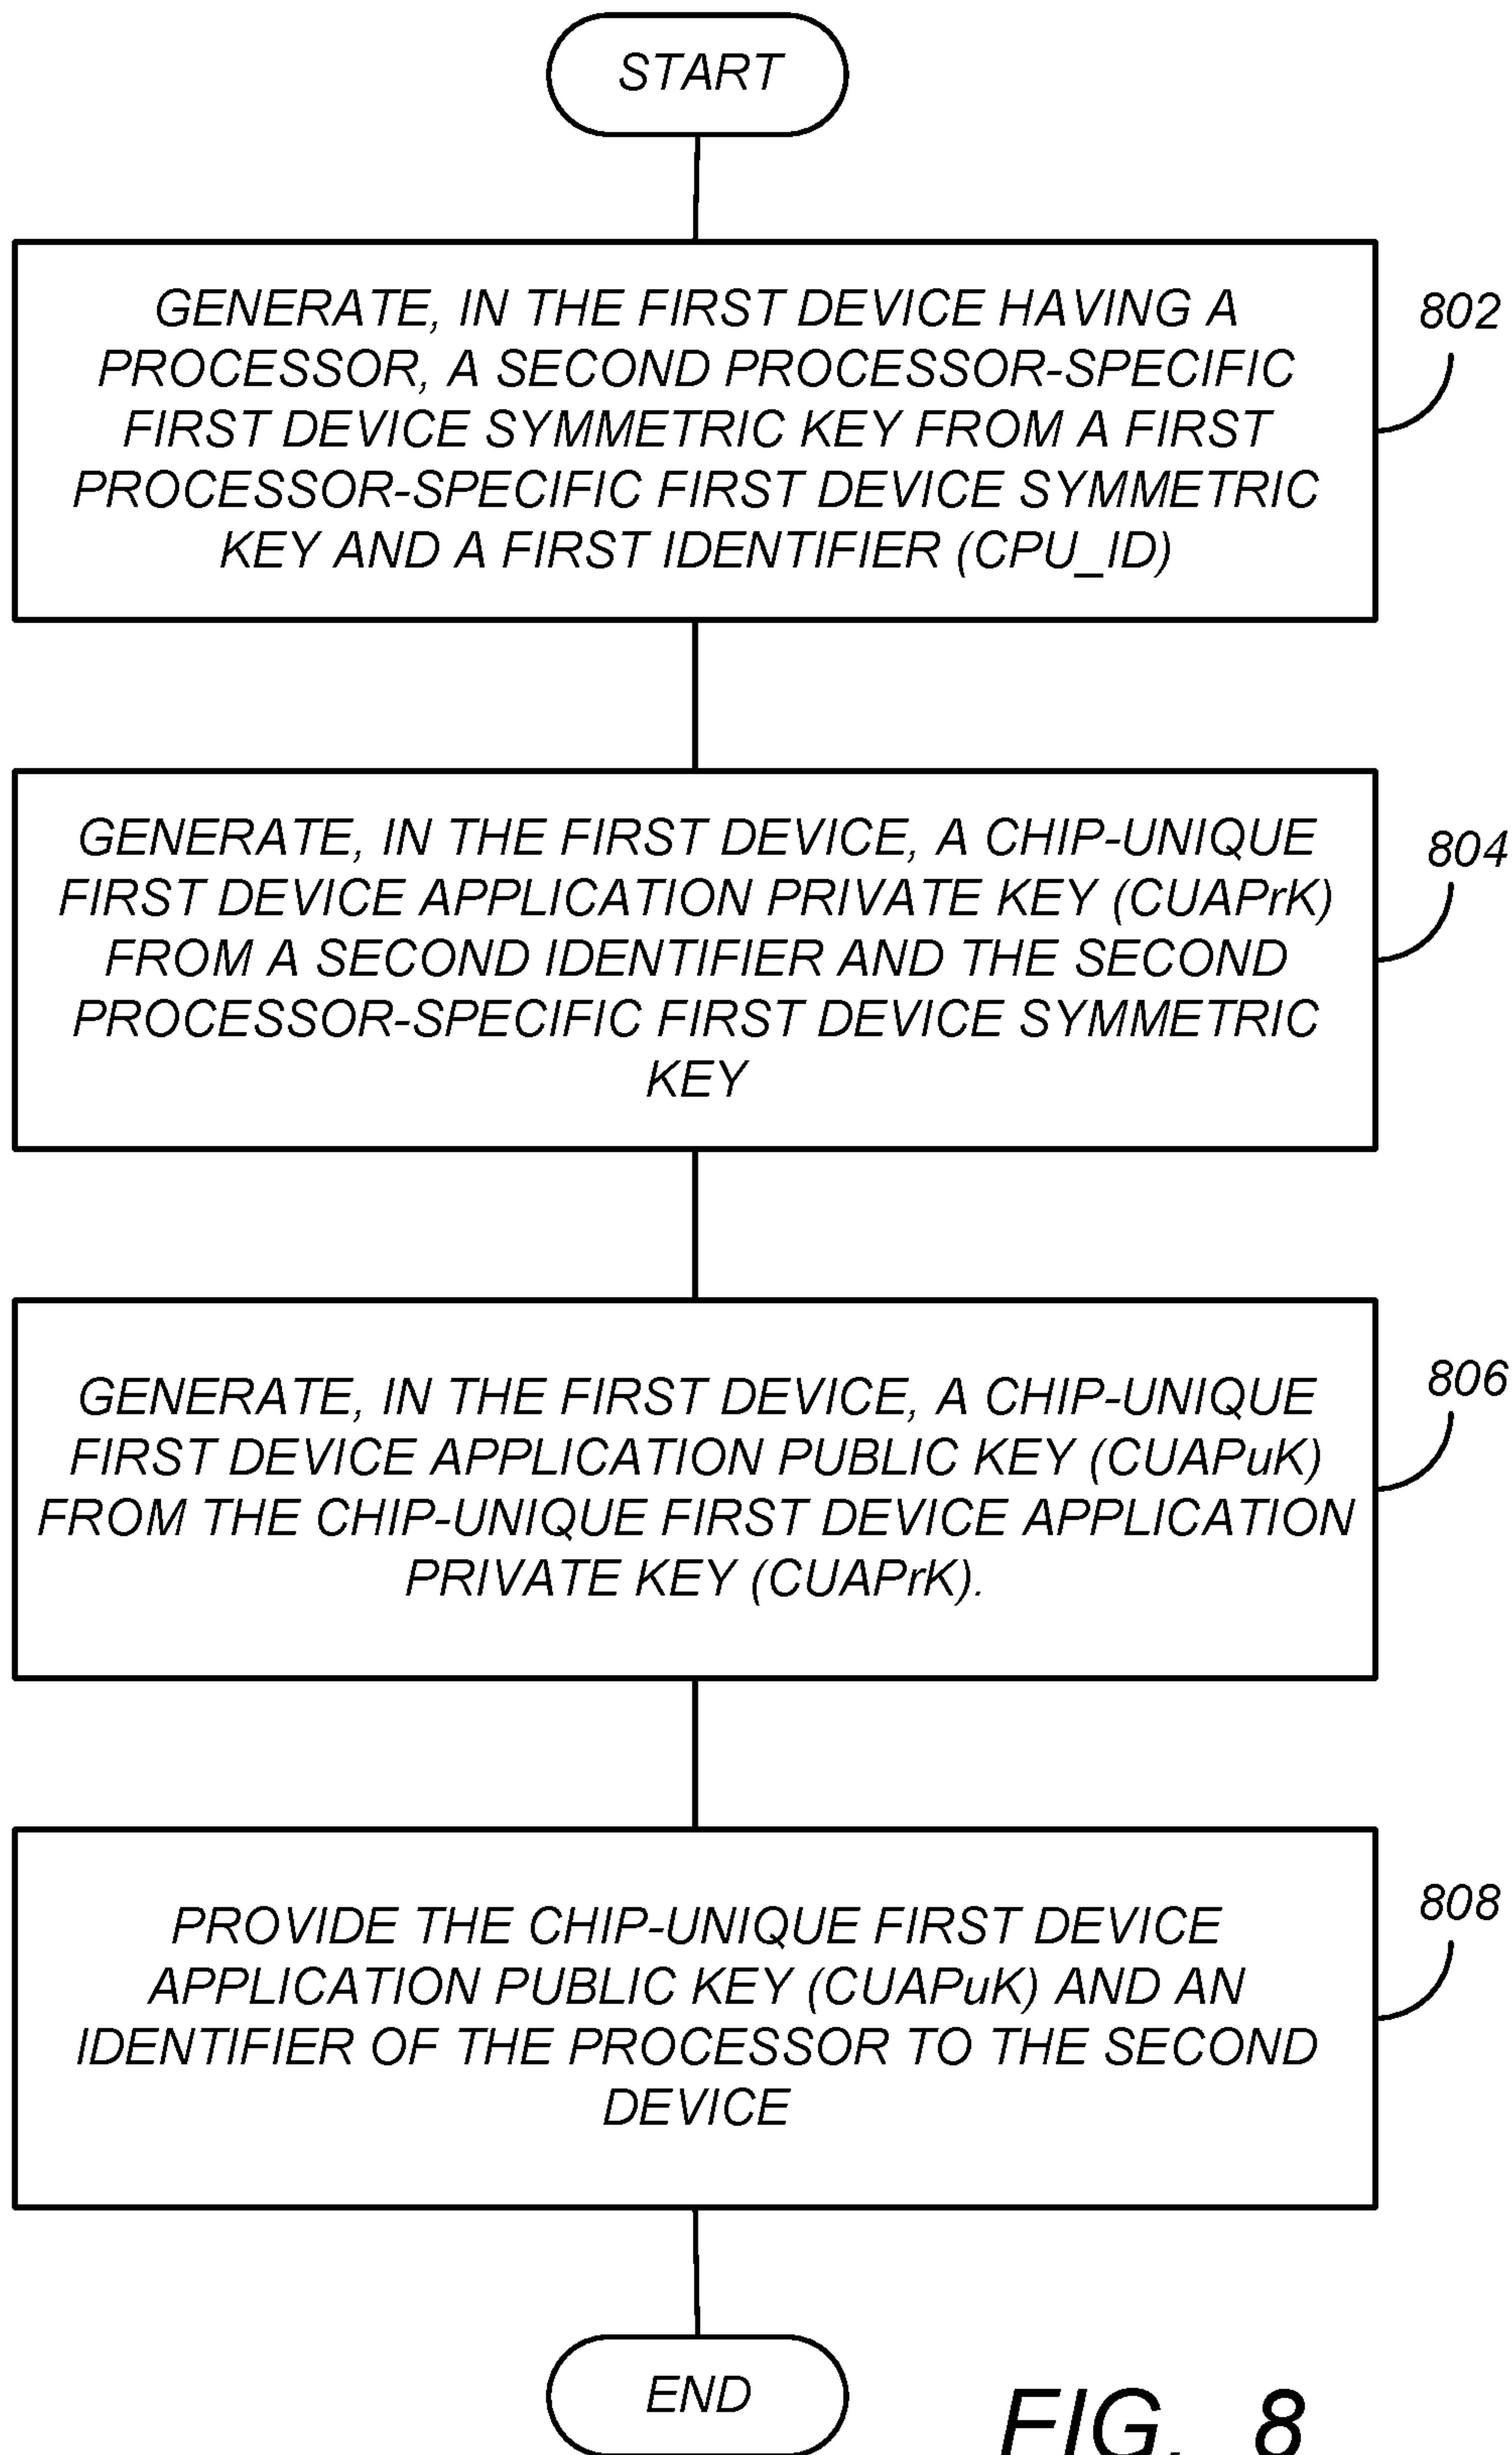 START
GENERATE, IN THE FIRST DEVICE HAVING A
PROCESSOR, A SECOND PROCESSOR-SPECIFIC
FIRST DEVICE SYMMETRIC KEY FROM A FIRST
PROCESSOR-SPECIFIC FIRST DEVICE SYMMETRIC
KEY AND A FIRST IDENTIFIER (CPU_ID)
802
GENERATE, IN THE FIRST DEVICE, A CHIP-UNIQUE
FIRST DEVICE APPLICATION PRIVATE KEY (CUAPrK)
FROM A SECOND IDENTIFIER AND THE SECOND
PROCESSOR-SPECIFIC FIRST DEVICE SYMMETRIC
KEY
804
GENERATE, IN THE FIRST DEVICE, A CHIP-UNIQUE
FIRST DEVICE APPLICATION PUBLIC KEY (CUAPuK)
FROM THE CHIP-UNIQUE FIRST DEVICE APPLICATION
PRIVATE KEY (CUAPrK).
806
PROVIDE THE CHIP-UNIQUE FIRST DEVICE
APPLICATION PUBLIC KEY (CUAPuK) AND AN
IDENTIFIER OF THE PROCESSOR TO THE SECOND
DEVICE
808
END
FIG. 8